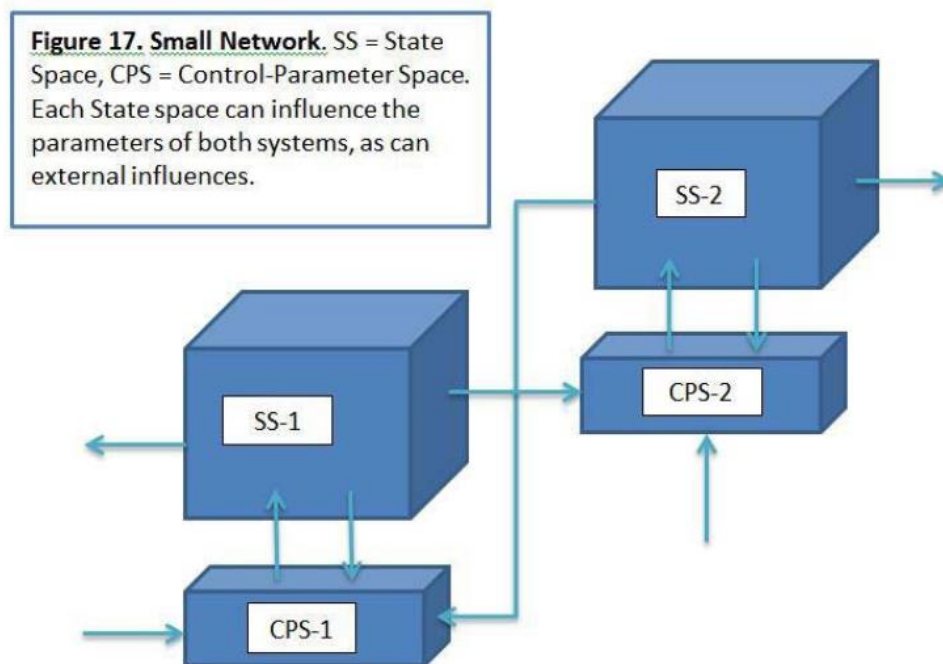 Figure 17. Small Network. SS = State
Space, CPS = Control-Parameter Space.
Each State space can influence the
parameters of both systems, as can
external influences.
SS-2
CPS-2
SS-1
CPS-1